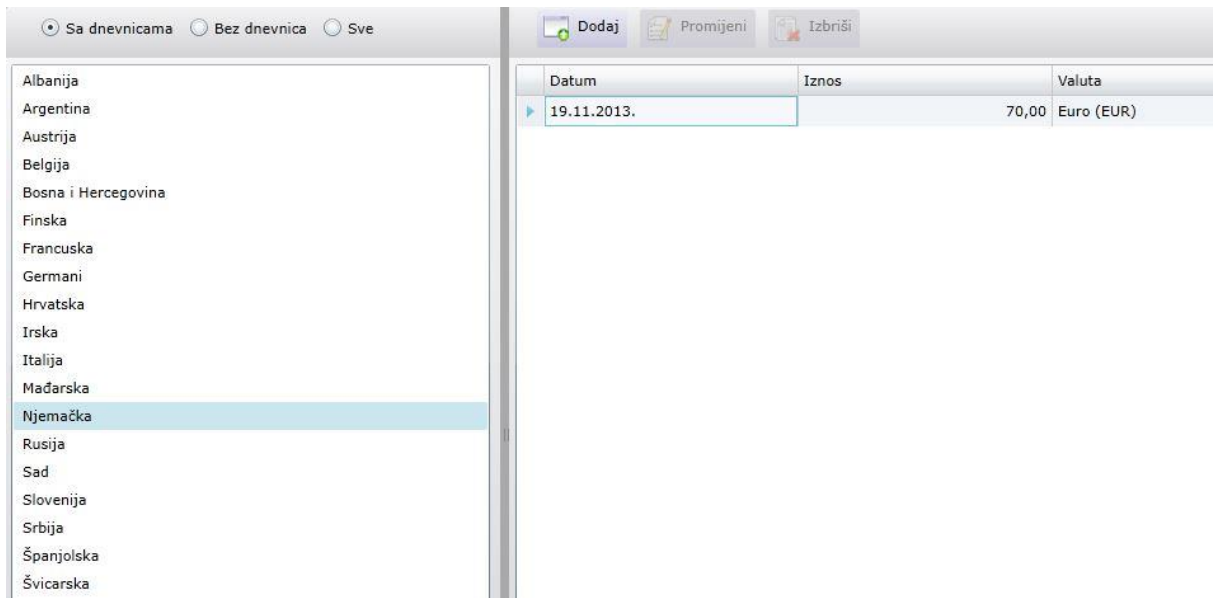 Sa dnevnicama Bez dnevnica Sve
Albanija
Argentina
Austrija
Belgija
Bosna i Hercegovina
Finska
Francuska
Germani
Hrvatska
Irska
Italija
Mađarska
Njemačka
Rusija
Sad
Slovenija
Srbija
Španjolska
Švicarska
Dodaj Promijeni Izbriši
Datum Iznos Valuta
19.11.2013. 70,00 Euro (EUR)